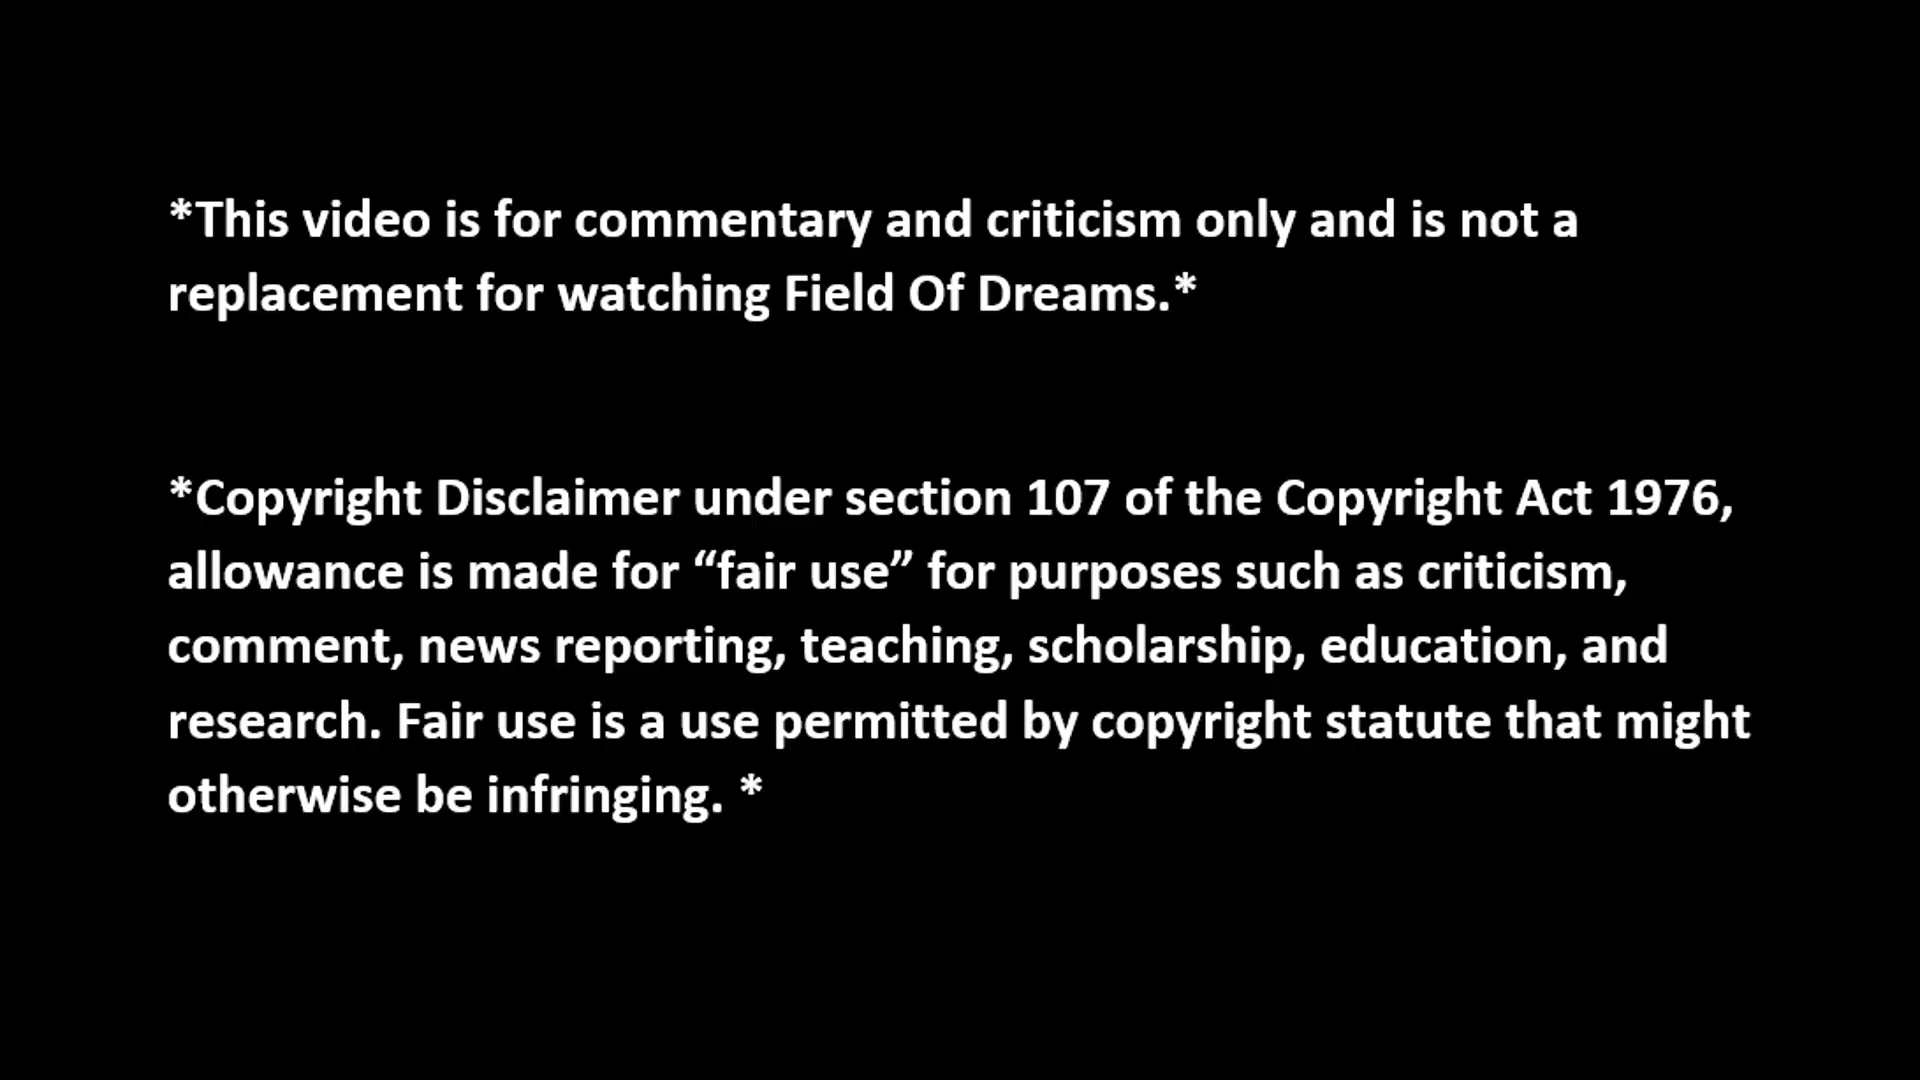 *This video is for commentary and criticism only and is not a
replacement for watching Field Of Dreams.*
*Copyright Disclaimer under section 107 of the Copyright Act 1976,
allowance is made for “fair use” for purposes such as criticism,
comment, news reporting, teaching, scholarship, education, and
research. Fair use is a use permitted by copyright statute that might
otherwise be infringing. *